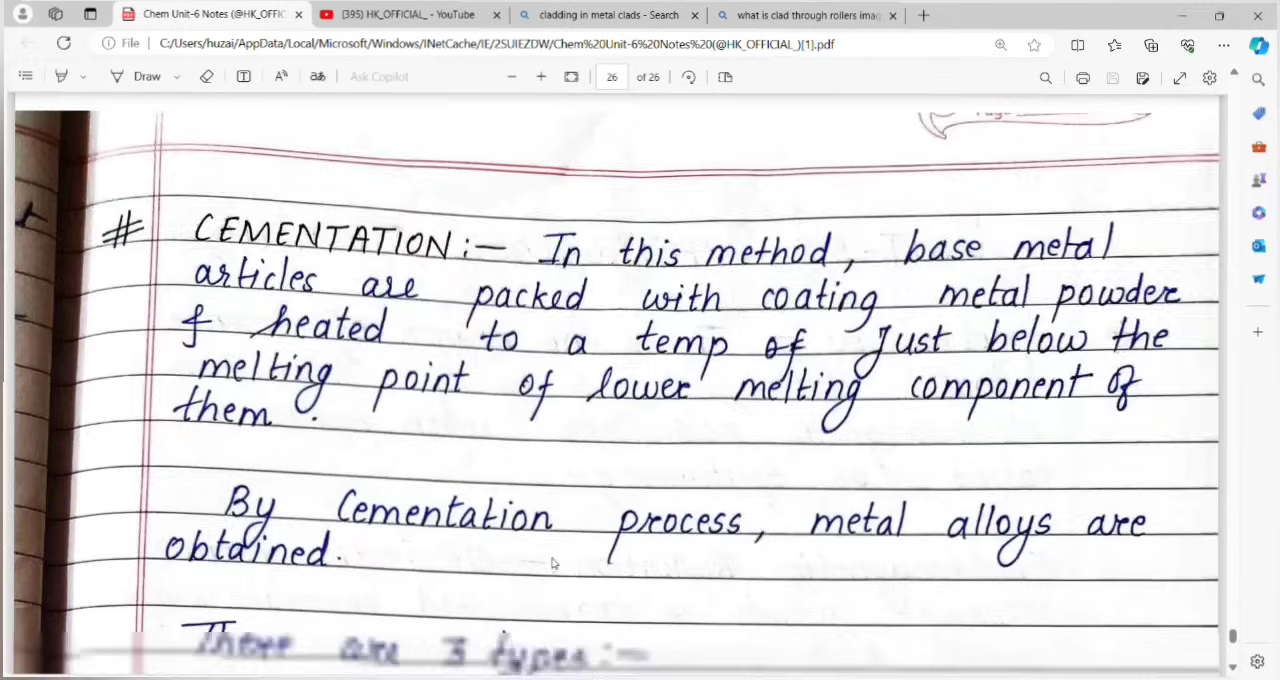 Chem Unit-6 Notes (@HK_OFFIC
(395) HK_OFFICIAL_ - YouTube
cladding in metal clads - Search
what is clad through rollers imag
File
C:/Users/huzai/AppData/Local/Microsoft/Windows/INetCache/IE/2SUIEZDW/Chem%20Unit-6%20Notes%20(@HK_OFFICIAL_)[1].pdf
Draw
Ask Copilot
26 of 26
# CEMENTATION :— In this method, base metal
articles are packed with coating metal powder
& heated to a temp of Just below the
melting point of lower melting component of
them .
By Cementation process, metal alloys are
obtained.
There are 3 types :—